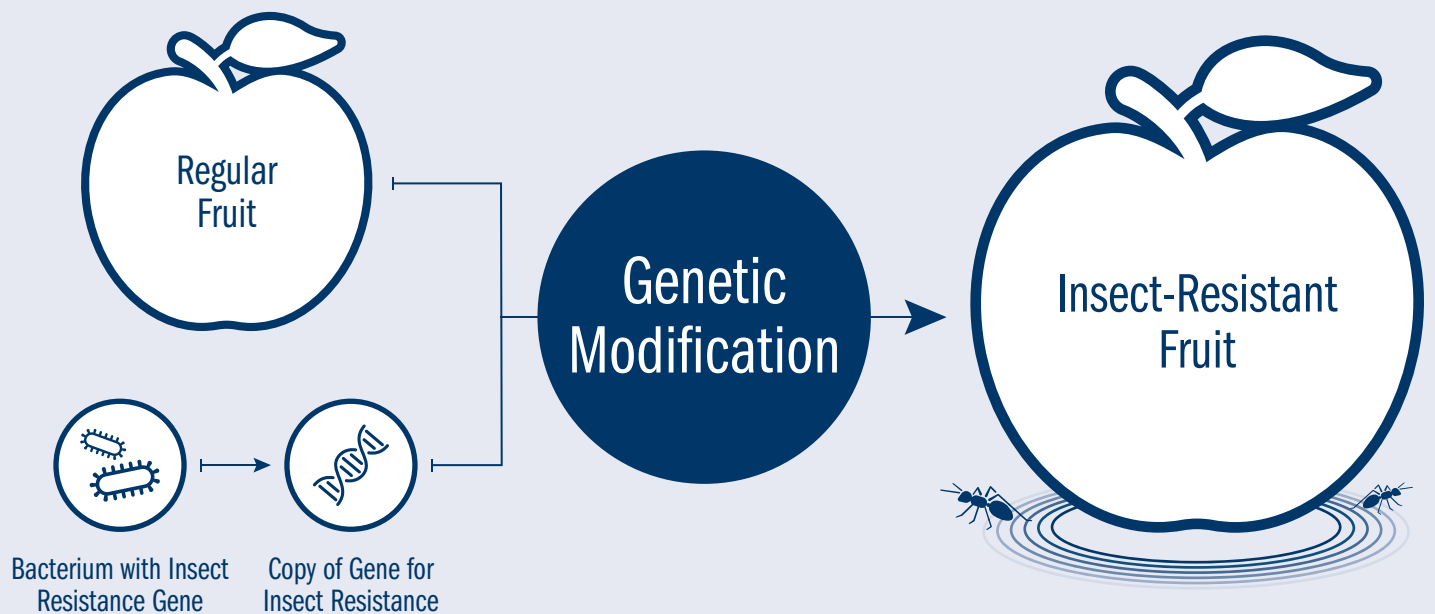 Regular
Fruit
Genetic
Modification
Insect-Resistant
Fruit
Bacterium with Insect
Resistance Gene
Copy of Gene for
Insect Resistance